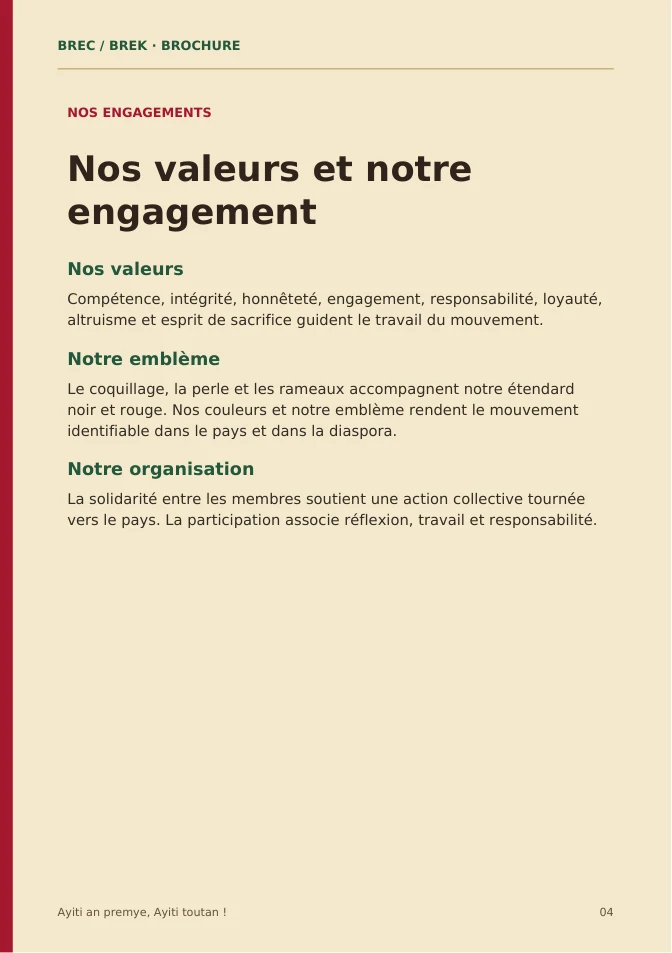 BREC / BREK · BROCHURE
NOS ENGAGEMENTS
Nos valeurs et notre
engagement
Nos valeurs
Compétence, intégrité, honnêteté, engagement, responsabilité, loyauté,
altruisme et esprit de sacrifice guident le travail du mouvement.
Notre emblème
Le coquillage, la perle et les rameaux accompagnent notre étendard
noir et rouge. Nos couleurs et notre emblème rendent le mouvement
identifiable dans le pays et dans la diaspora.
Notre organisation
La solidarité entre les membres soutient une action collective tournée
vers le pays. La participation associe réflexion, travail et responsabilité.
Ayiti an premye, Ayiti toutan !
04